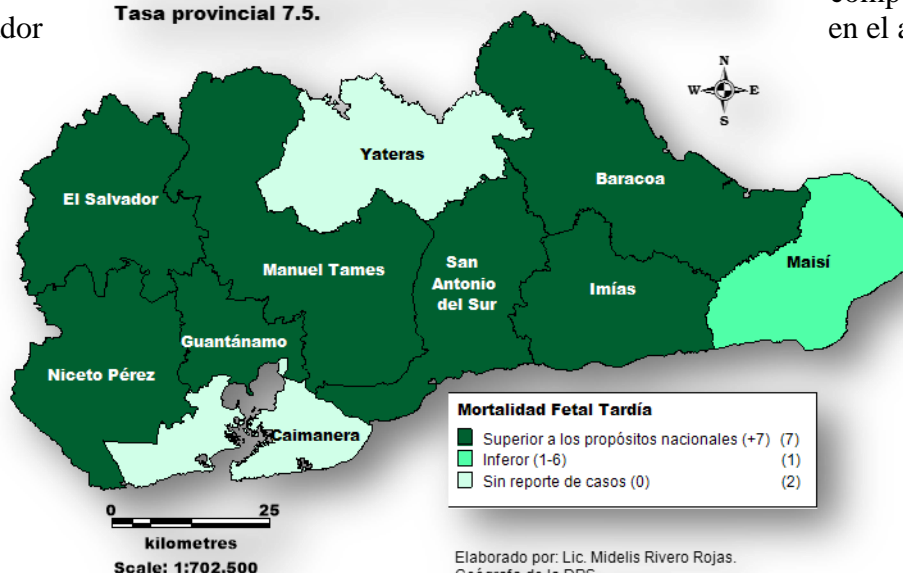 Tasa provincial 7.5.
dor
en el a
N
W E
S
Yateras
El Salvador
Baracoa
Manuel Tames
San
Antonio
del Sur
Maisí
Imías
Guantánamo
Niceto Pérez
Caimanera
Mortalidad Fetal Tardía
Superior a los propósitos nacionales (+7) (7)
Inferor (1-6) (1)
Sin reporte de casos (0) (2)
0 25
kilometres
Scale: 1:702.500
Elaborado por: Lic. Midelis Rivero Rojas.